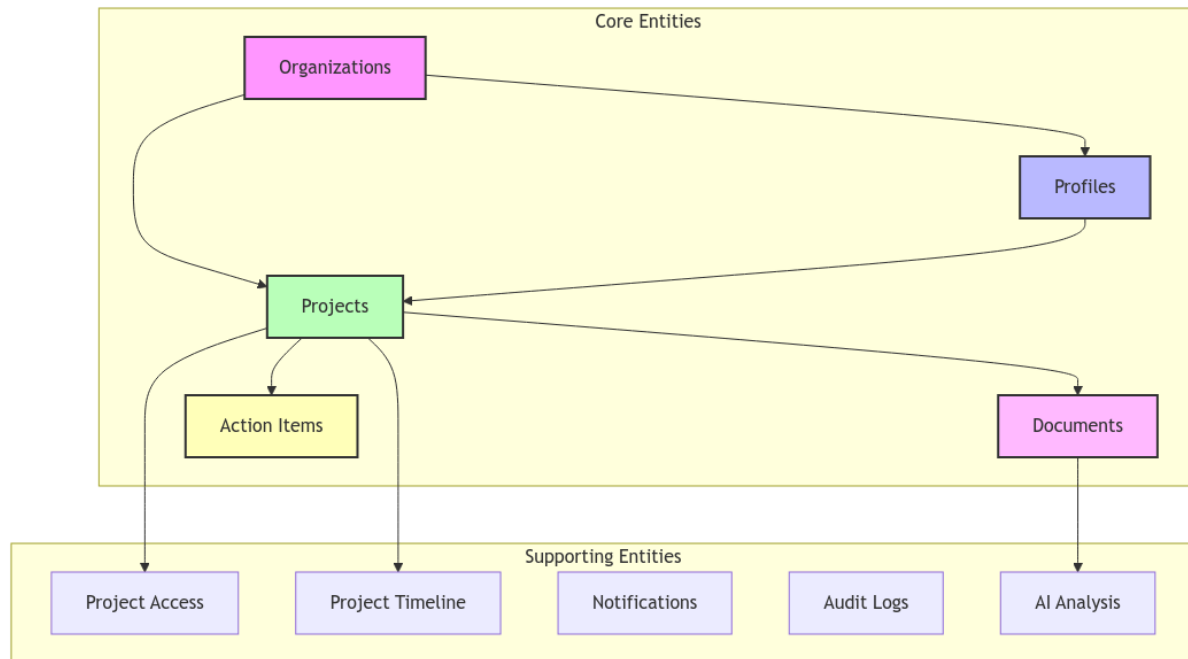 Core Entities
Organizations
Profiles
Projects
Action Items
Documents
Supporting Entities
Project Access
Project Timeline
Notifications
Audit Logs
AI Analysis